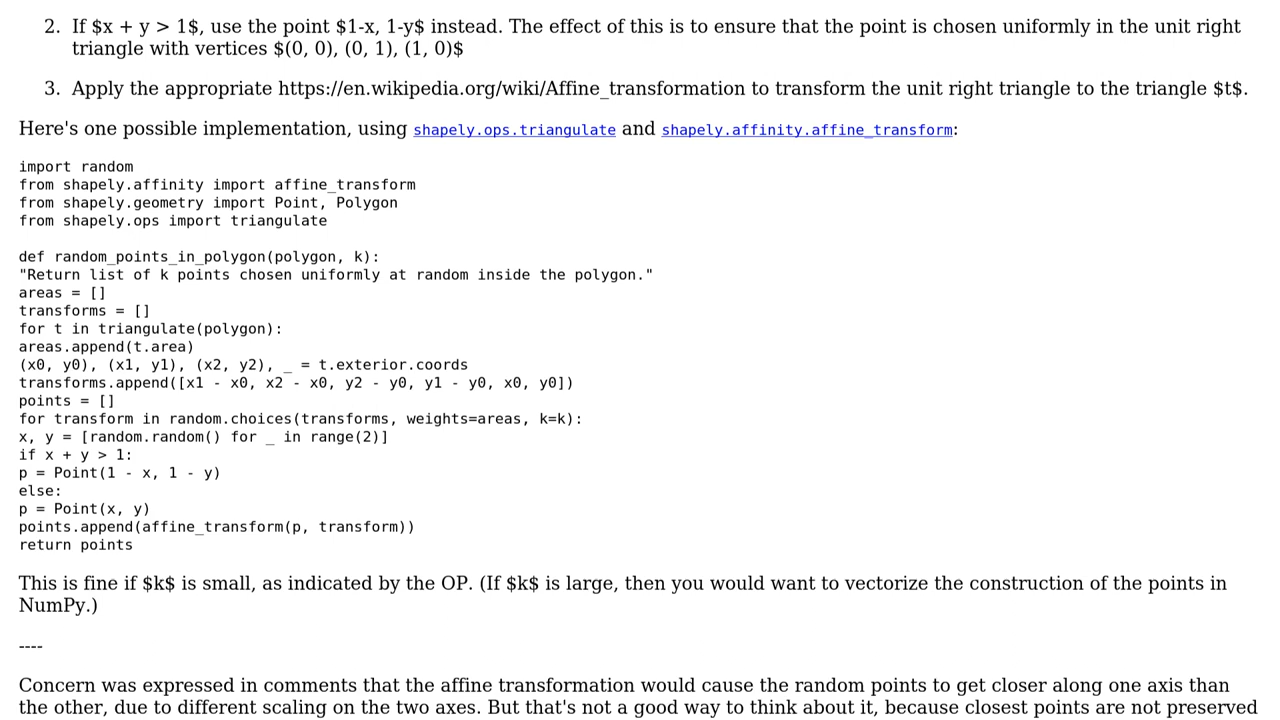 2. If $x + y > 1$, use the point $1-x, 1-y$ instead. The effect of this is to ensure that the point is chosen uniformly in the unit right
triangle with vertices $(0, 0), (0, 1), (1, 0)$
3. Apply the appropriate https://en.wikipedia.org/wiki/Affine_transformation to transform the unit right triangle to the triangle $t$.
Here's one possible implementation, using shapely.ops.triangulate and shapely.affinity.affine_transform:
import random
from shapely.affinity import affine_transform
from shapely.geometry import Point, Polygon
from shapely.ops import triangulate
def random_points_in_polygon(polygon, k):
"Return list of k points chosen uniformly at random inside the polygon."
areas = []
transforms = []
for t in triangulate(polygon):
areas.append(t.area)
(x0, y0), (x1, y1), (x2, y2), _ = t.exterior.coords
transforms.append([x1 - x0, x2 - x0, y2 - y0, y1 - y0, x0, y0])
points = []
for transform in random.choices(transforms, weights=areas, k=k):
x, y = [random.random() for _ in range(2)]
if x + y > 1:
p = Point(1 - x, 1 - y)
else:
p = Point(x, y)
points.append(affine_transform(p, transform))
return points
This is fine if $k$ is small, as indicated by the OP. (If $k$ is large, then you would want to vectorize the construction of the points in
NumPy.)
----
Concern was expressed in comments that the affine transformation would cause the random points to get closer along one axis than
the other, due to different scaling on the two axes. But that's not a good way to think about it, because closest points are not preserved